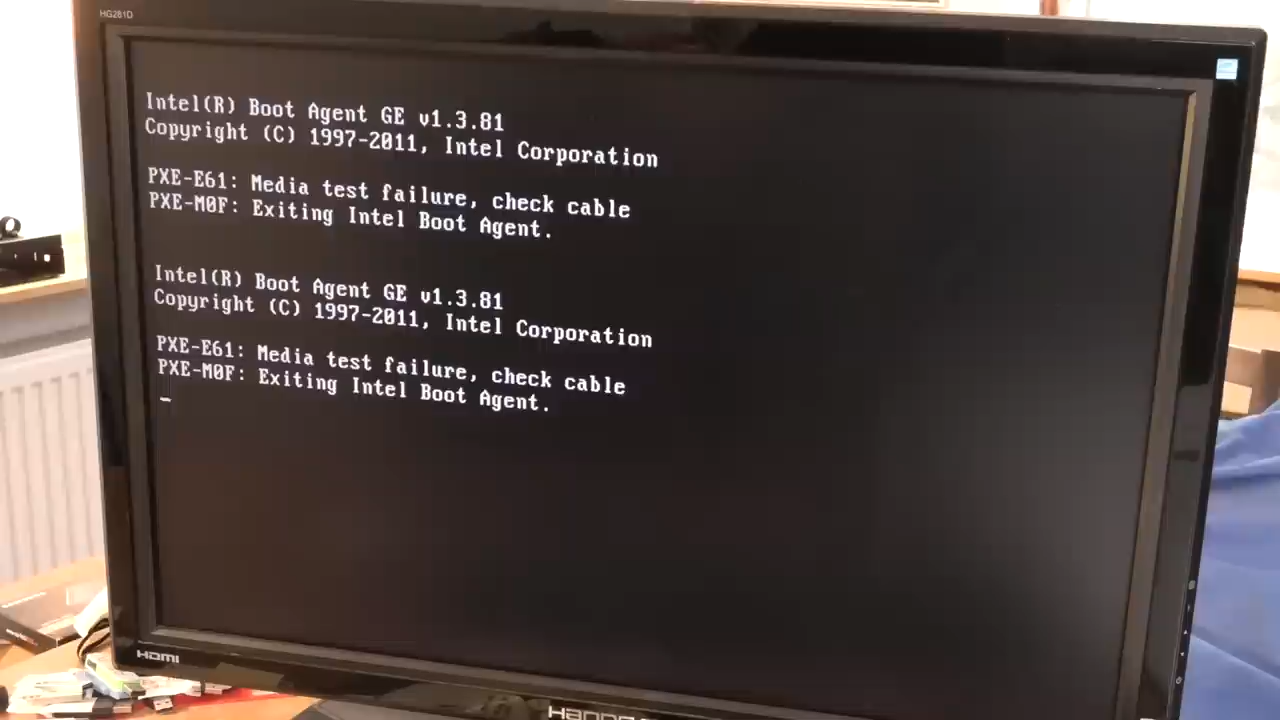 HG281D
Intel(R) Boot Agent GE v1.3.81
Copyright (C) 1997-2011, Intel Corporation
PXE-E61: Media test failure, check cable
PXE-M0F: Exiting Intel Boot Agent.
Intel(R) Boot Agent GE v1.3.81
Copyright (C) 1997-2011, Intel Corporation
PXE-E61: Media test failure, check cable
PXE-M0F: Exiting Intel Boot Agent.
HDMI